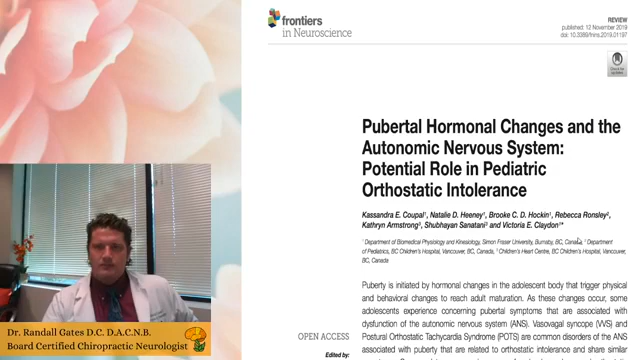 frontiers
in Neuroscience
REVIEW
published: 12 November 2019
doi: 10.3389/fnins.2019.01197
Pubertal Hormonal Changes and the
Autonomic Nervous System:
Potential Role in Pediatric
Orthostatic Intolerance
Kassandra E. Coupal¹, Natalie D. Heeney¹, Brooke C. D. Hockin¹, Rebecca Ronsley²,
Kathryn Armstrong³, Shubhayan Sanatani³ and Victoria E. Claydon¹*
¹ Department of Biomedical Physiology and Kinesiology, Simon Fraser University, Burnaby, BC, Canada, ² Department
of Pediatrics, BC Children's Hospital, Vancouver, BC, Canada, ³ Children's Heart Centre, BC Children's Hospital, Vancouver,
BC, Canada
Puberty is initiated by hormonal changes in the adolescent body that trigger physical
and behavioral changes to reach adult maturation. As these changes occur, some
adolescents experience concerning pubertal symptoms that are associated with
dysfunction of the autonomic nervous system (ANS). Vasovagal syncope (VVS) and
Postural Orthostatic Tachycardia Syndrome (POTS) are common disorders of the ANS
associated with puberty that are related to orthostatic intolerance and share similar
OPEN ACCESS
Edited by:
Dr. Randall Gates D.C. D.A.C.N.B.
Board Certified Chiropractic Neurologist